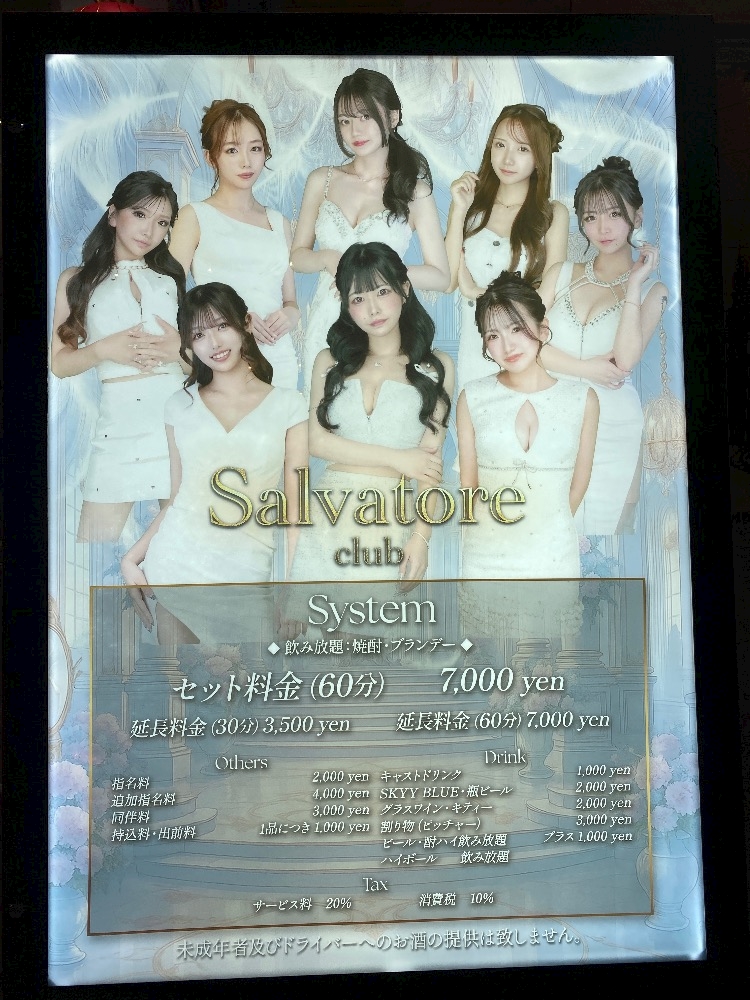 Salvatore
club
System
◆ 飲み放題：焼酎・ブランデー ◆
セット料金 (60分) 7,000 yen
延長料金 (30分) 3,500 yen 延長料金 (60分) 7,000 yen
Others
指名料 2,000 yen
追加指名料 4,000 yen
同伴料 3,000 yen
持込料・出前料 1品につき 1,000 yen
Drink
キャストドリンク 1,000 yen
SKYY BLUE・瓶ビール 2,000 yen
グラスワイン・キティー 2,000 yen
割り物 (ピッチャー) 3,000 yen
ビール・酎ハイ飲み放題 プラス 1,000 yen
ハイボール 飲み放題
Tax
サービス料 20% 消費税 10%
未成年者及びドライバーへのお酒の提供は致しません。